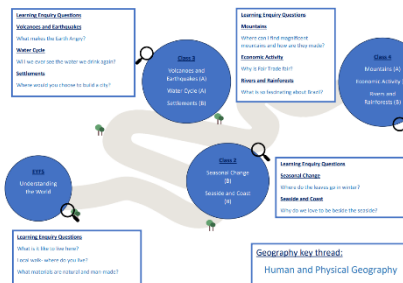 Learning Enquiry Questions
Volcanoes and Earthquakes
What makes the Earth Angry?
Water Cycle
Will we ever see the water we drink again?
Settlements
Where would you choose to build a city?
Class 3
Volcanoes and
Earthquakes (A)
Water Cycle (A)
Settlements (B)
Learning Enquiry Questions
Mountains
Where can I find magnificent
mountains and how are they made?
Economic Activity
Why is Fair Trade fair?
Rivers and Rainforests
What is so fascinating about Brazil?
Class 4
Mountains (A)
Economic Activity
Rivers and
Rainforests (B)
EYFS
Understanding
the World
Class 2
Seasonal Change
(B)
Seaside and Coast
(A)
Learning Enquiry Questions
Seasonal Change
Where do the leaves go in winter?
Seaside and Coast
Why do we love to be beside the seaside?
Learning Enquiry Questions
What is it like to live here?
Local walk- where do you live?
What materials are natural and man made?
Geography key thread:
Human and Physical Geography